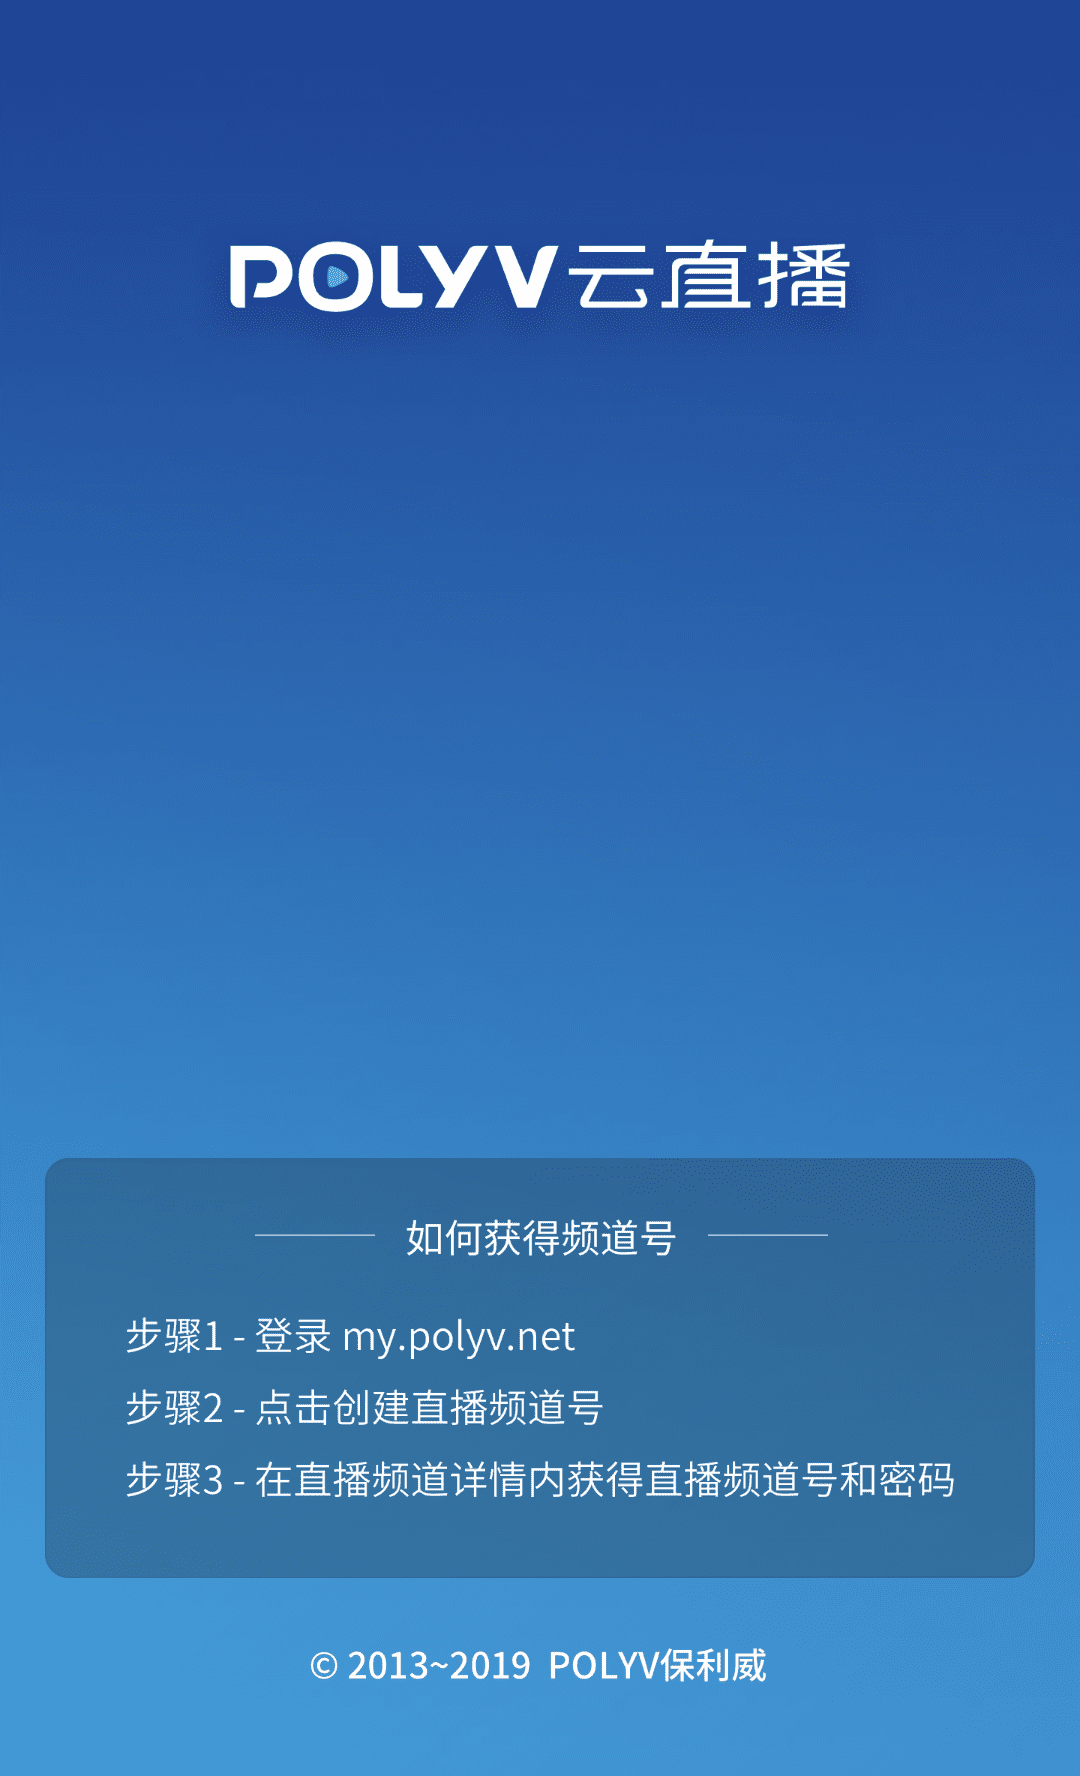 POLYV云直播
如何获得频道号
步骤1 - 登录 my.polyv.net
步骤2 - 点击创建直播频道号
步骤3 - 在直播频道详情内获得直播频道号和密码
© 2013~2019 POLYV保利威